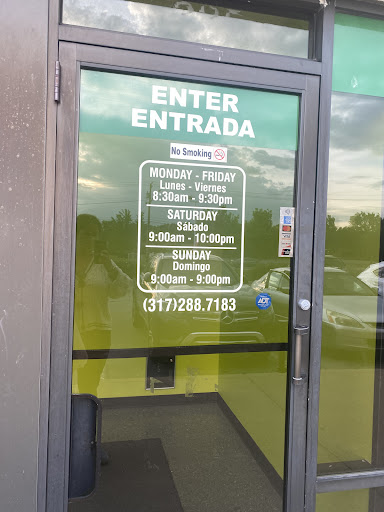 ENTER
ENTRADA
No Smoking
MONDAY - FRIDAY
Lunes - Viernes
8:30am - 9:30pm
SATURDAY
Sábado
9:00am - 10:00pm
SUNDAY
Domingo
9:00am - 9:00pm
(317)288.7183
ADT